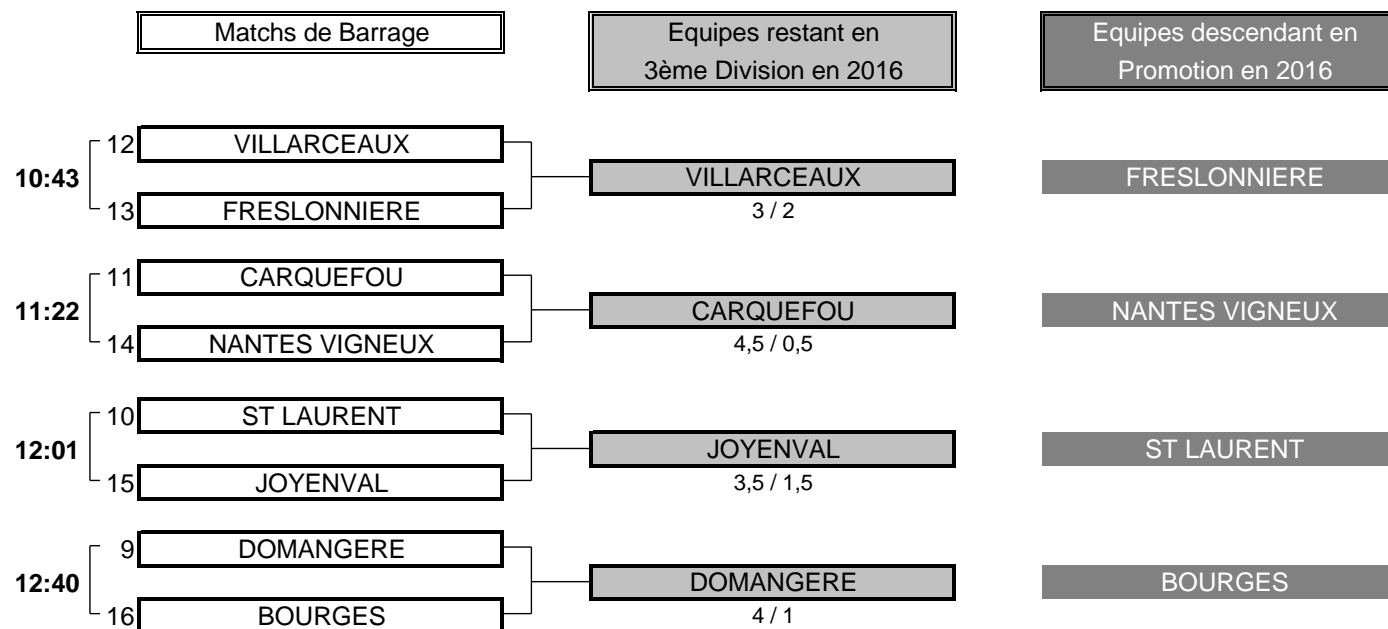 Matchs de Barrage
Equipes restant en
3ème Division en 2016
Equipes descendant en
Promotion en 2016
12 VILLARCEAUX
10:43 VILLARCEAUX FRESLONNIERE
13 FRESLONNIERE 3 / 2
11 CARQUEFOU
11:22 CARQUEFOU NANTES VIGNEUX
14 NANTES VIGNEUX 4,5 / 0,5
10 ST LAURENT
12:01 JOYENVAL ST LAURENT
15 JOYENVAL 3,5 / 1,5
9 DOMANGERE
12:40 DOMANGERE BOURGES
16 BOURGES 4 / 1